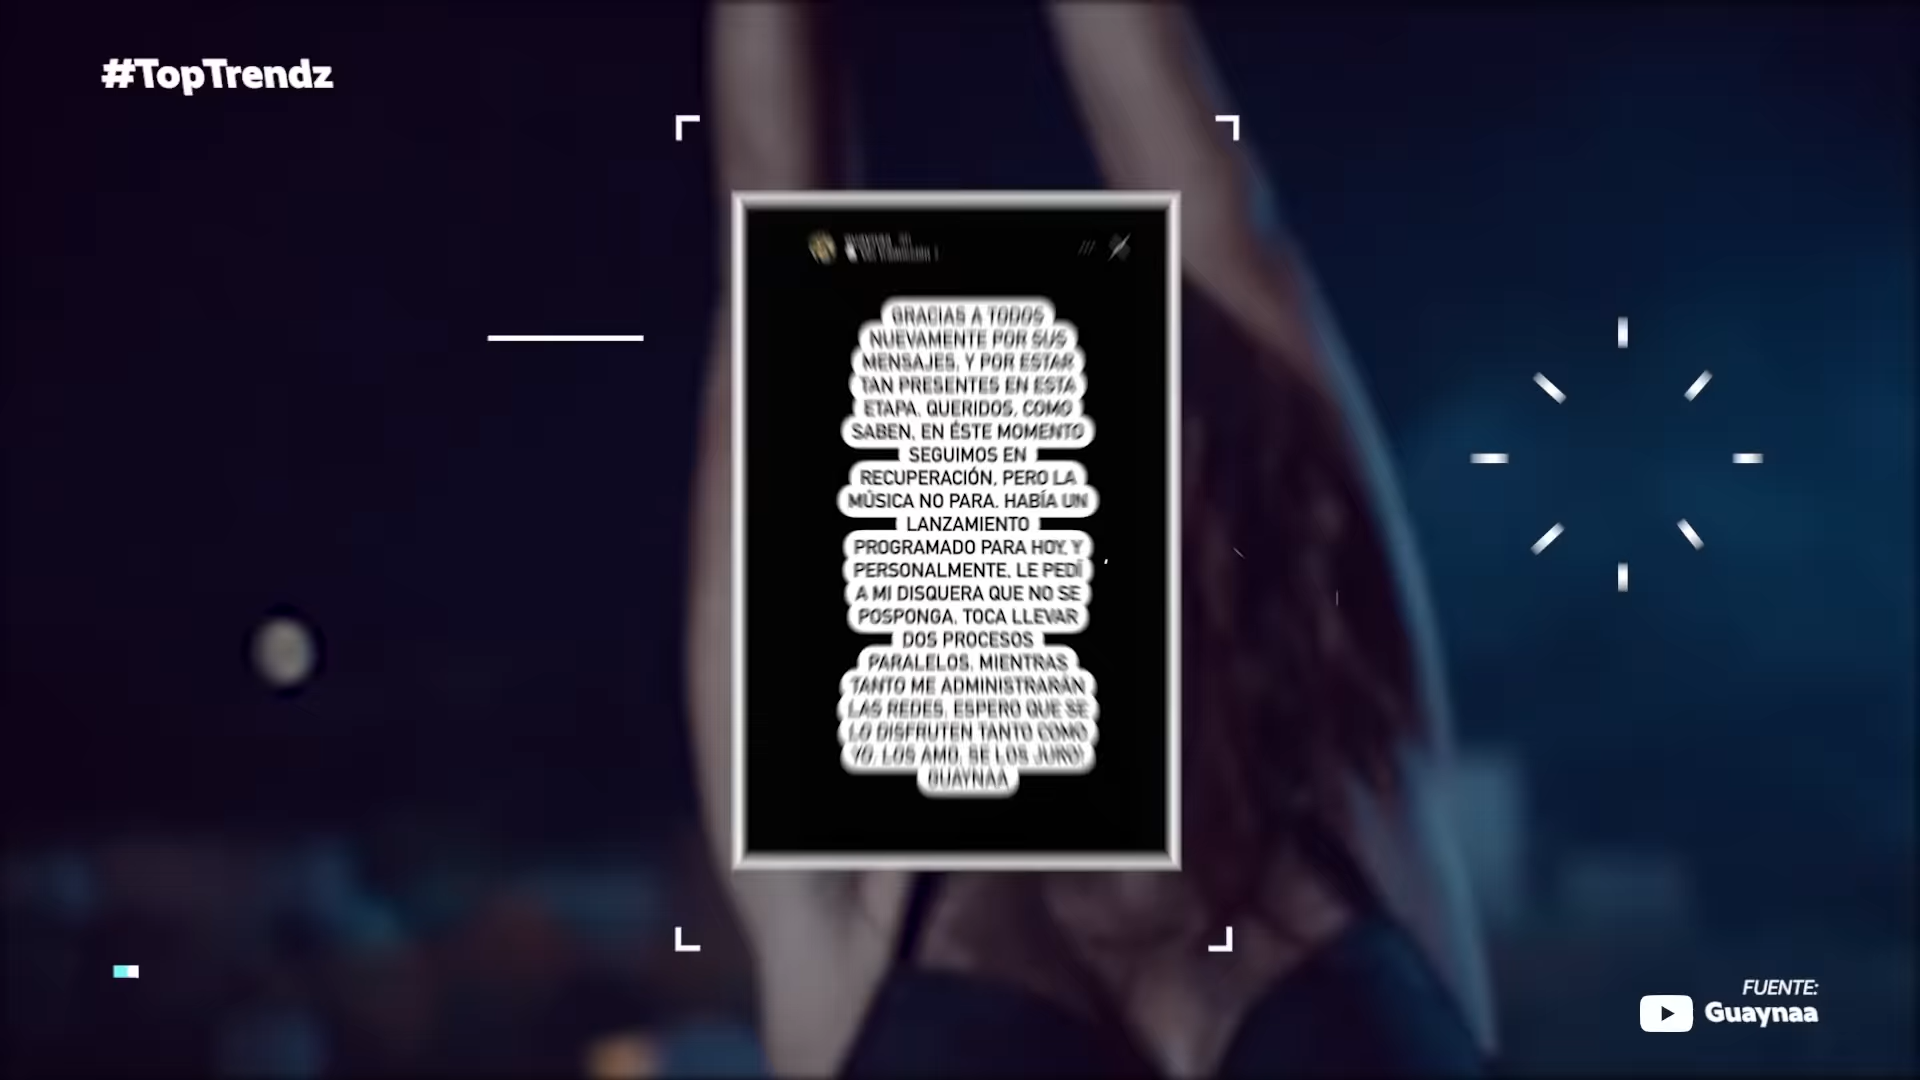 #TopTrendz
GRACIAS A TODOS
NUEVAMENTE POR SUS
MENSAJES, Y POR ESTAR
TAN PRESENTES EN ESTA
ETAPA. QUERIDOS, COMO
SABEN, EN ÉSTE MOMENTO
SEGUIMOS EN
RECUPERACIÓN, PERO LA
MÚSICA NO PARA. HABÍA UN
LANZAMIENTO
PROGRAMADO PARA HOY, Y
PERSONALMENTE, LE PEDÍ
A MI DISQUERA QUE NO SE
POSPONGA, TOCA LLEVAR
DOS PROCESOS
PARALELOS, MIENTRAS
TANTO ME ADMINISTRARÁN
LAS REDES. ESPERO QUE SE
LO DISFRUTEN TANTO COMO
YO, LOS AMO, SE LOS JURO!
GUAYNAA
FUENTE:
Guaynaa